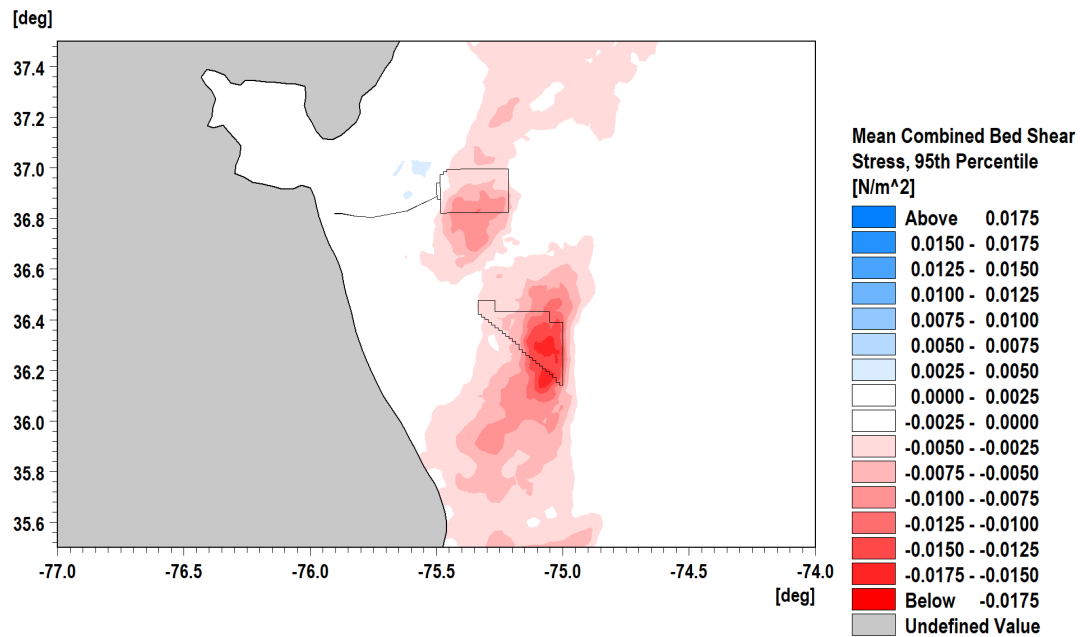 [deg]
37.4
37.2
37.0
36.8
36.6
36.4
36.2
36.0
35.8
35.6
-77.0 -76.5 -76.0 -75.5 -75.0 -74.5 -74.0
[deg]
Mean Combined Bed Shear
Stress, 95th Percentile
[N/m^2]
Above 0.0175
0.0150 - 0.0175
0.0125 - 0.0150
0.0100 - 0.0125
0.0075 - 0.0100
0.0050 - 0.0075
0.0025 - 0.0050
0.0000 - 0.0025
-0.0025 - 0.0000
-0.0050 - -0.0025
-0.0075 - -0.0050
-0.0100 - -0.0075
-0.0125 - -0.0100
-0.0150 - -0.0125
-0.0175 - -0.0150
Below -0.0175
Undefined Value